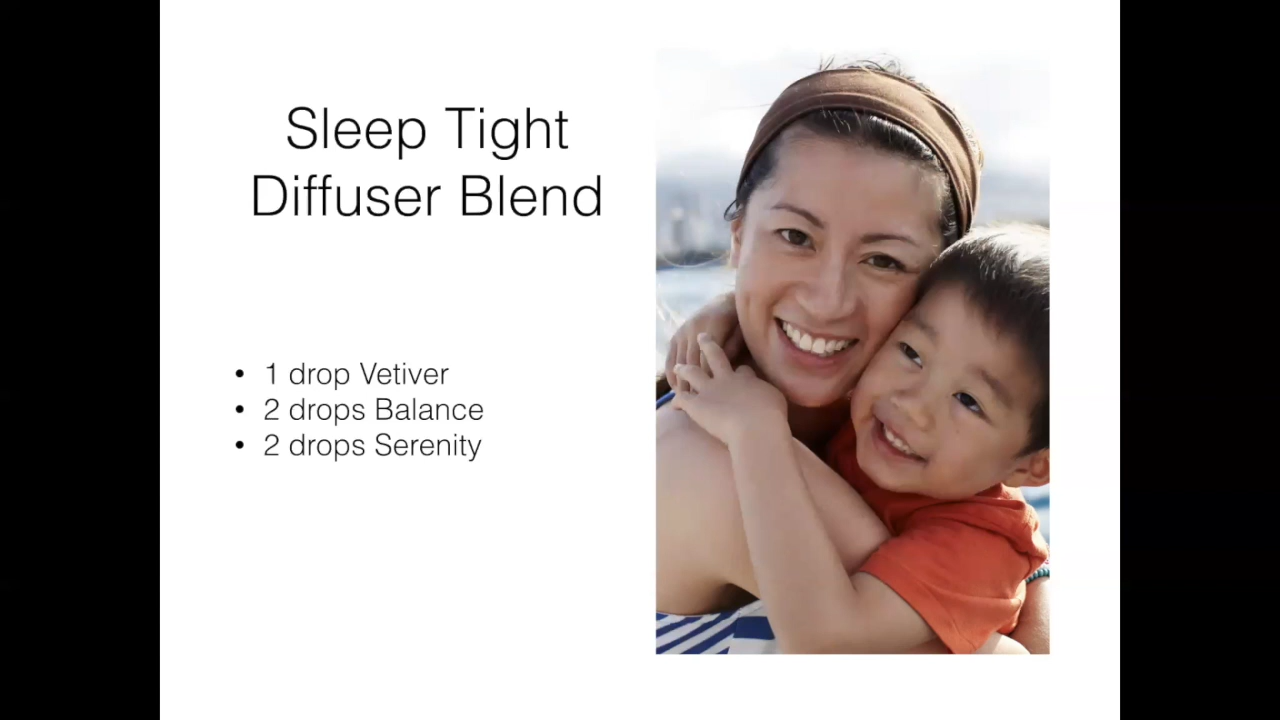 Sleep Tight
Diffuser Blend
• 1 drop Vetiver
• 2 drops Balance
• 2 drops Serenity